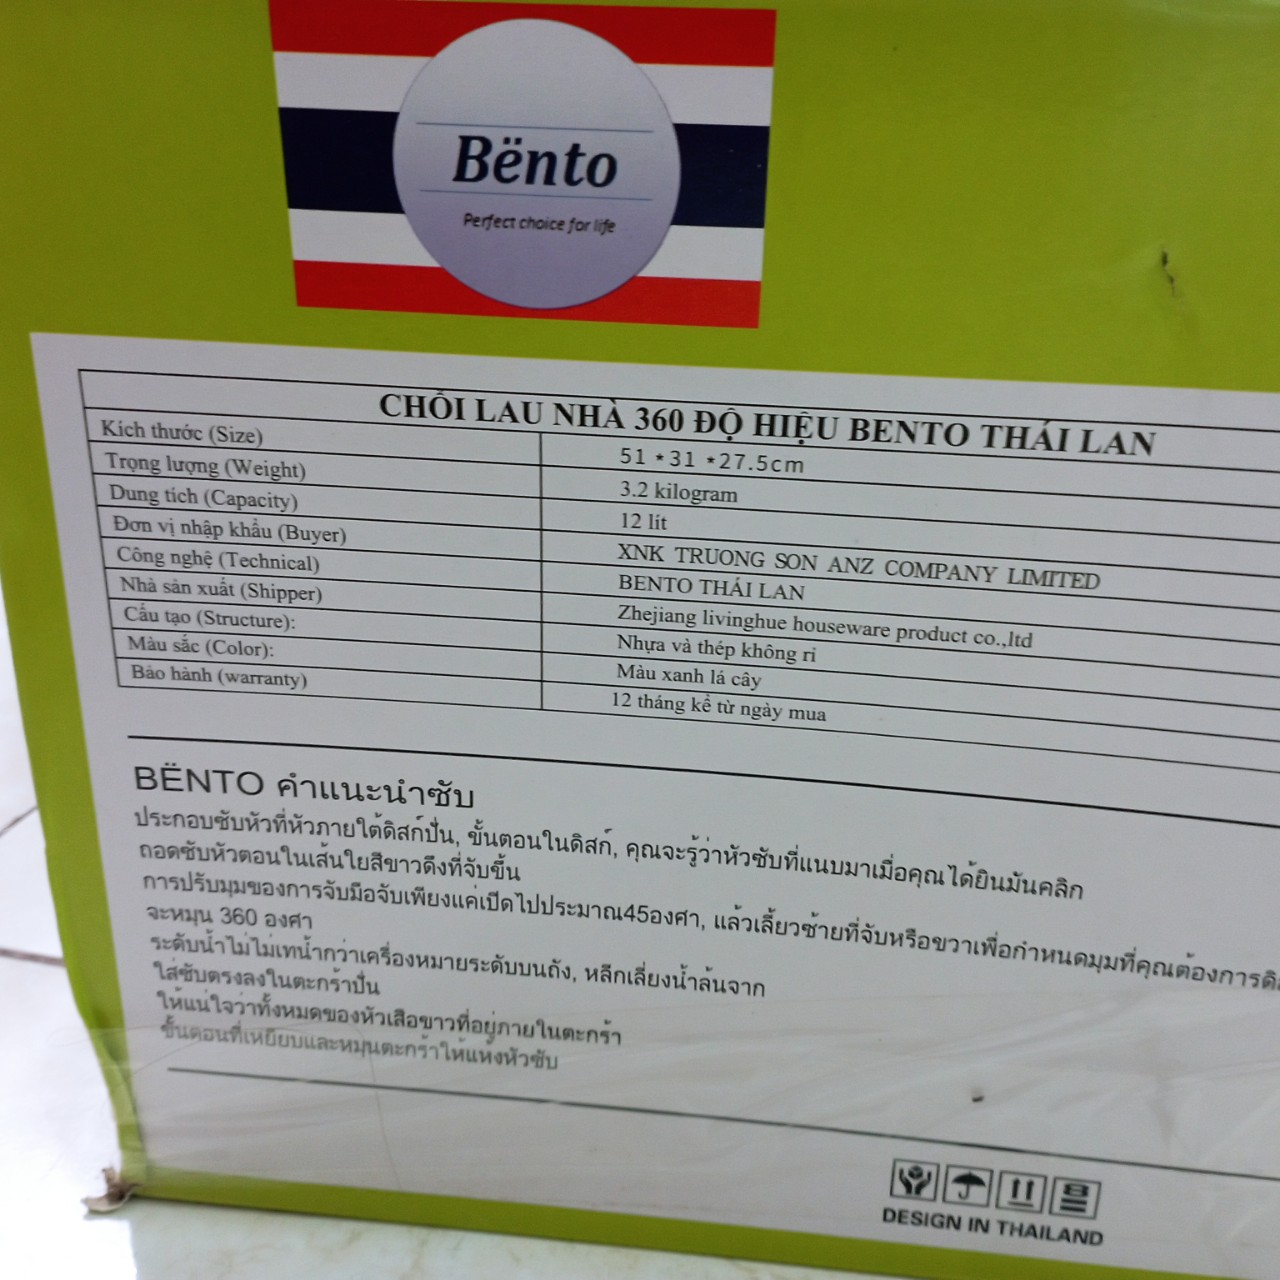 Bënto
Perfect choice for life
CHỔI LAU NHÀ 360 ĐỘ HIỆU BENTO THÁI LAN
Kích thước (Size) 51 * 31 * 27.5cm
Trọng lượng (Weight) 3.2 kilogram
Dung tích (Capacity) 12 lít
Đơn vị nhập khẩu (Buyer) XNK TRUONG SON ANZ COMPANY LIMITED
Công nghệ (Technical) BENTO THÁI LAN
Nhà sản xuất (Shipper) Zhejiang livinghue houseware product co.,ltd
Cấu tạo (Structure): Nhựa và thép không rỉ
Màu sắc (Color): Màu xanh lá cây
Bảo hành (warranty) 12 tháng kể từ ngày mua
BËNTO คำแนะนำซับ
ประกอบซับหัวที่หัวภายใต้ดิสก์ปั่น, ขั้นตอนในดิสก์, คุณจะรู้ว่าหัวซับที่แนบมาเมื่อคุณได้ยินมันคลิก
ถอดซับหัวตอนในเส้นใยสีขาวดึงที่จับขึ้น
การปรับมุมของการจับมือจับเพียงแค่เปิดไปประมาณ45องศา, แล้วเลี้ยวซ้ายที่จับหรือขวาเพื่อกำหนดมุมที่คุณต้องการ
จะหมุน 360 องศา
ระดับน้ำไม่ไม่เทน้ำกว่าเครื่องหมายระดับบนถัง, หลีกเลี่ยงน้ำล้นจาก
ใส่ซับตรงลงในตะกร้าปั่น
ให้แน่ใจว่าทั้งหมดของหัวเสือขาวที่อยู่ภายในตะกร้า
ขั้นตอนที่เหยียบและหมุนตะกร้าให้แห้งหัวซับ
DESIGN IN THAILAND